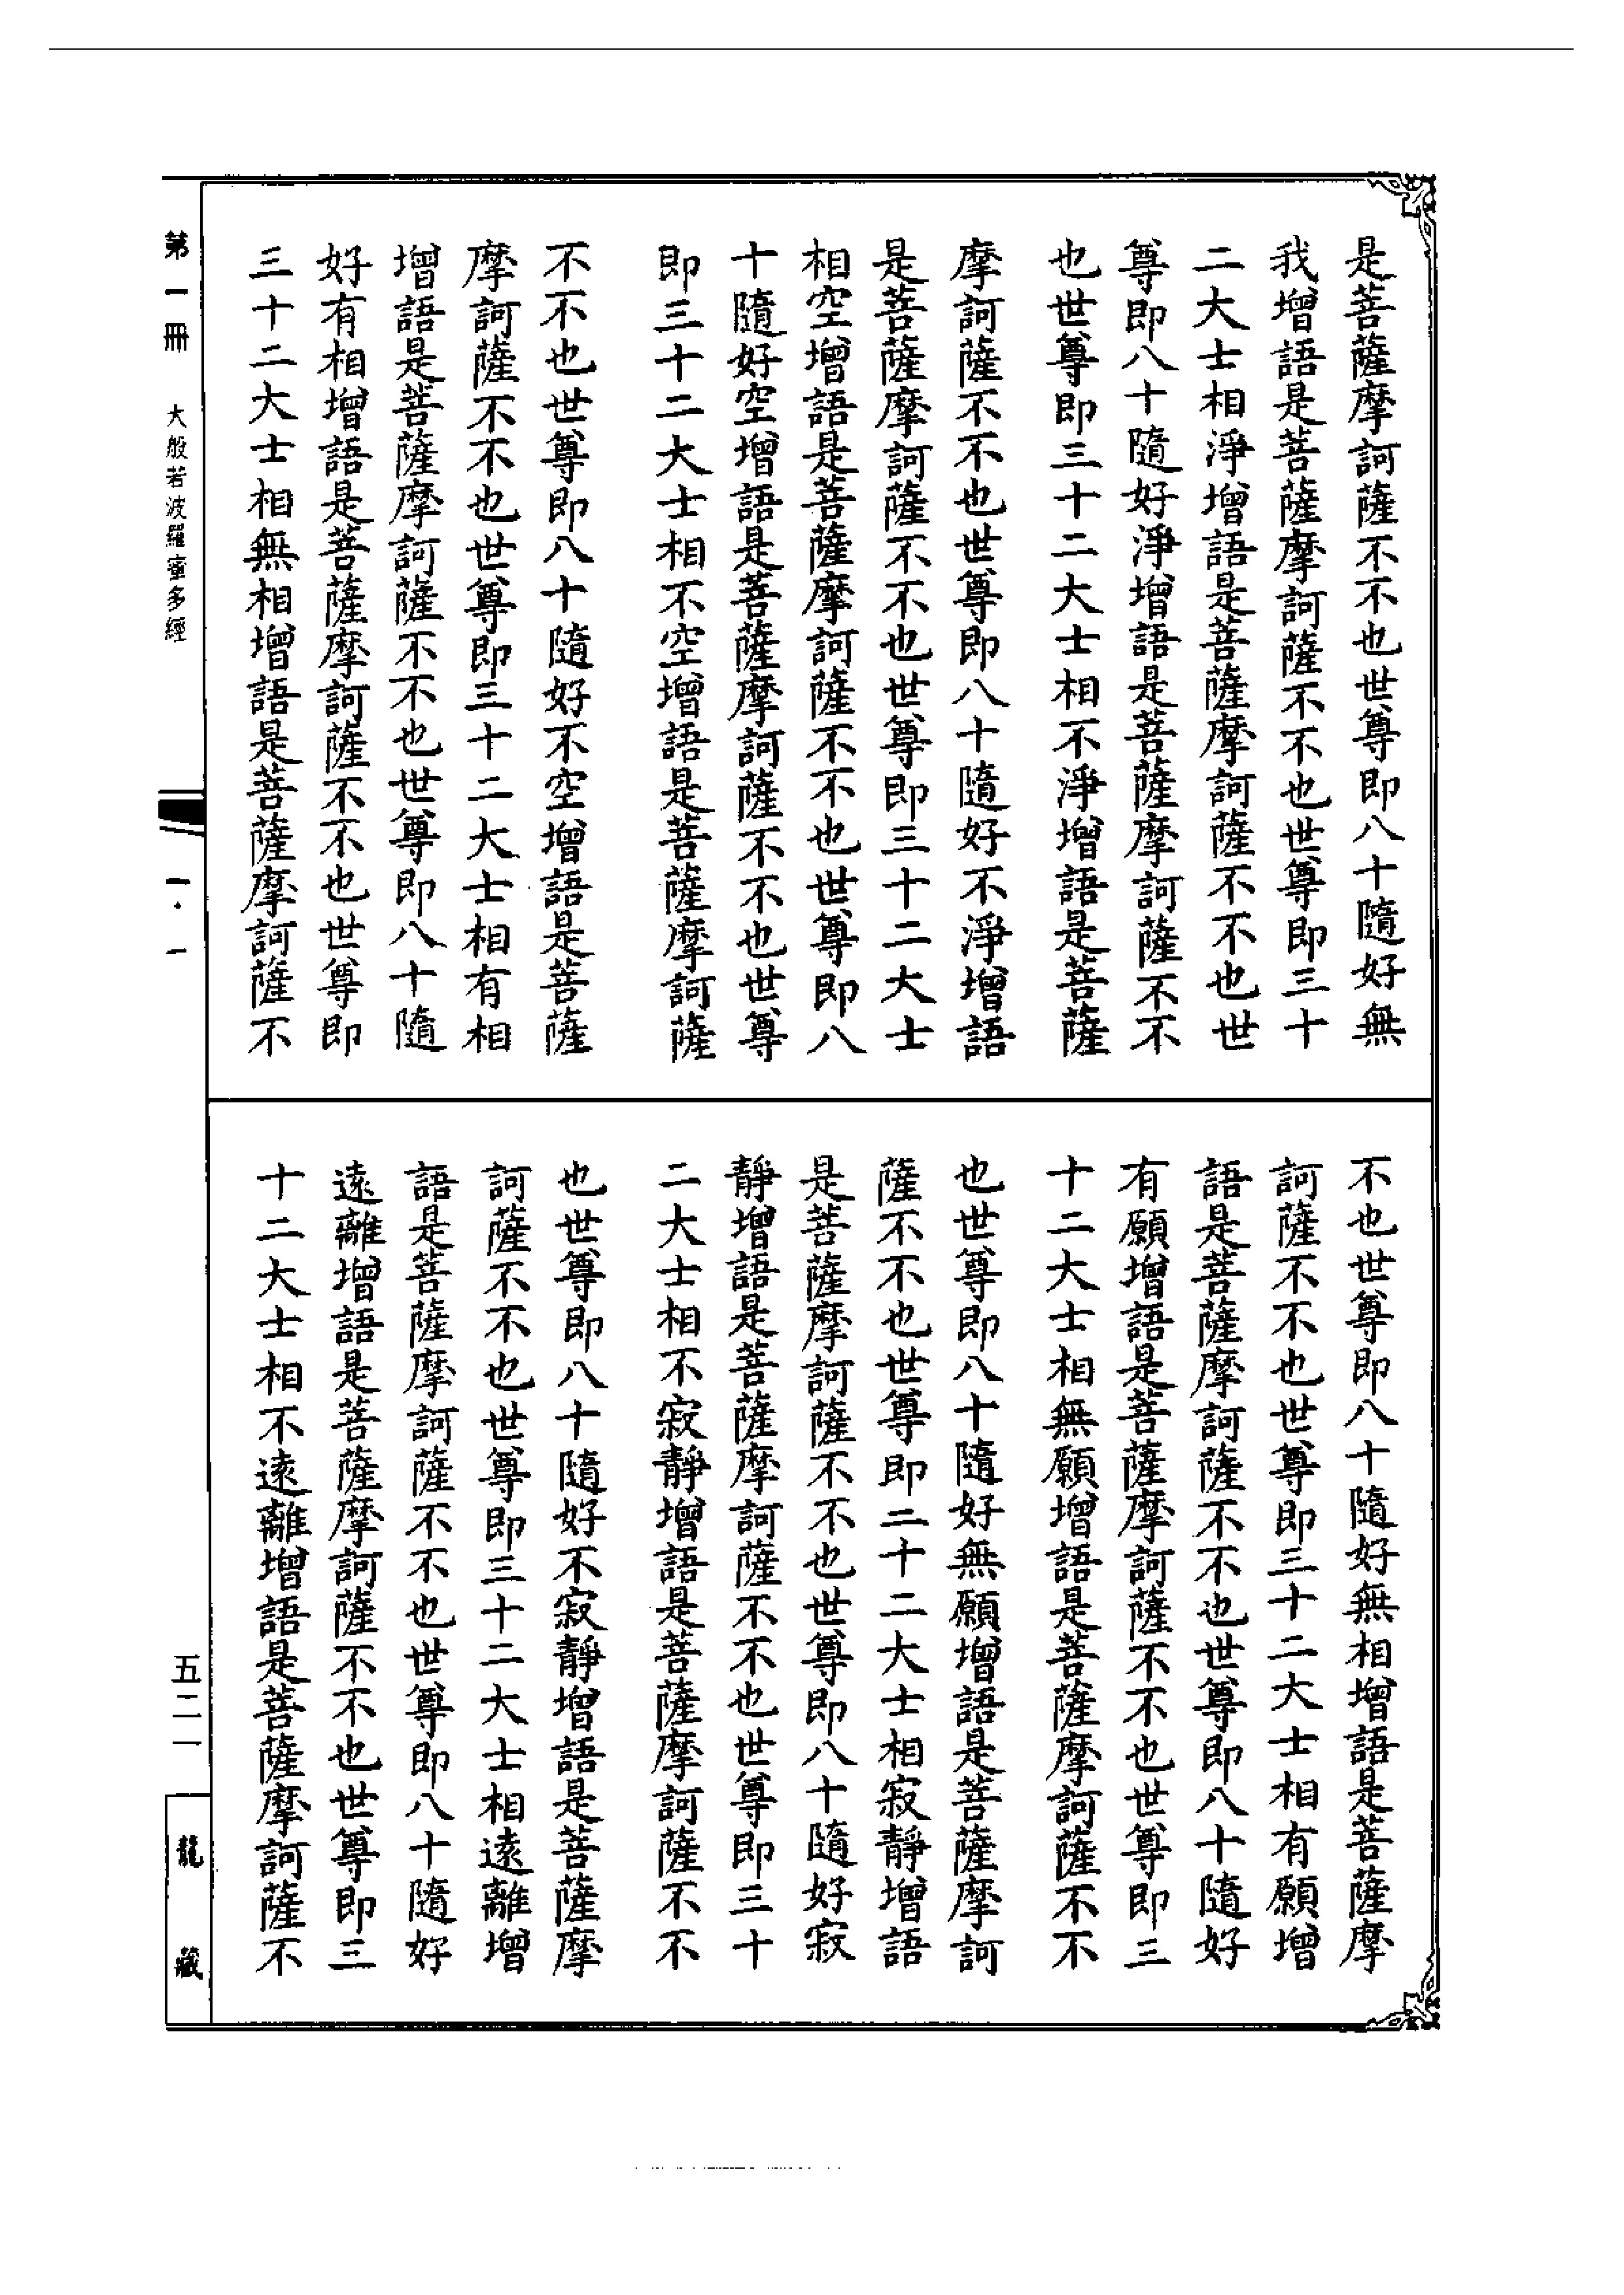 是菩薩摩訶薩不不也世尊即八十隨好無
我增語是菩薩摩訶薩不不也世尊即三十
二大士相淨增語是菩薩摩訶薩不不也世
尊即八十隨好淨增語是菩薩摩訶薩不不
也世尊即三十二大士相不淨增語是菩薩
摩訶薩不不也世尊即八十隨好不淨增語
是菩薩摩訶薩不不也世尊即三十二大士
相空增語是菩薩摩訶薩不不也世尊即八
十隨好空增語是菩薩摩訶薩不不也世尊
即三十二大士相不空增語是菩薩摩訶薩
不不也世尊即八十隨好不空增語是菩薩
摩訶薩不不也世尊即三十二大士相有相
增語是菩薩摩訶薩不不也世尊即八十隨
好有相增語是菩薩摩訶薩不不也世尊即
三十二大士相無相增語是菩薩摩訶薩不
不也世尊即八十隨好無相增語是菩薩摩
訶薩不不也世尊即三十二大士相有願增
語是菩薩摩訶薩不不也世尊即八十隨好
有願增語是菩薩摩訶薩不不也世尊即三
十二大士相無願增語是菩薩摩訶薩不不
也世尊即八十隨好無願增語是菩薩摩訶
薩不不也世尊即三十二大士相寂靜增語
是菩薩摩訶薩不不也世尊即八十隨好寂
靜增語是菩薩摩訶薩不不也世尊即三十
二大士相不寂靜增語是菩薩摩訶薩不不
也世尊即八十隨好不寂靜增語是菩薩摩
訶薩不不也世尊即三十二大士相遠離增
語是菩薩摩訶薩不不也世尊即八十隨好
遠離增語是菩薩摩訶薩不不也世尊即三
十二大士相不遠離增語是菩薩摩訶薩不
第一冊 大般若波羅蜜多經
一·一
五二一
龍藏